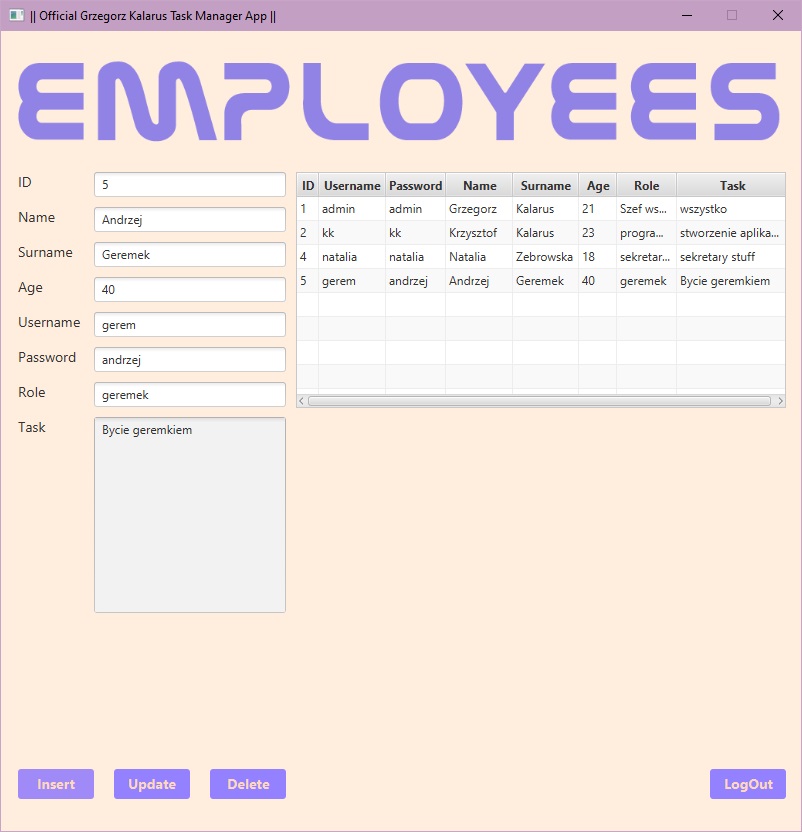 || Official Grzegorz Kalarus Task Manager App ||
EMPLOYEES
ID 5
Name Andrzej
Surname Geremek
Age 40
Username gerem
Password andrzej
Role geremek
Task Bycie geremkiem
ID Username Password Name Surname Age Role Task
1 admin admin Grzegorz Kalarus 21 Szef ws... wszystko
2 kk kk Krzysztof Kalarus 23 progra... stworzenie aplika...
4 natalia natalia Natalia Zebrowska 18 sekretar... sekretary stuff
5 gerem andrzej Andrzej Geremek 40 geremek Bycie geremkiem
Insert Update Delete LogOut